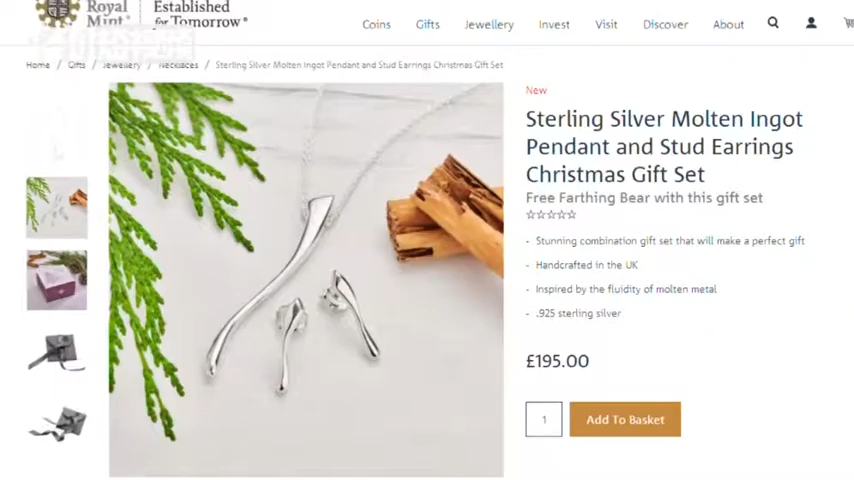 Royal
Mint®
Established
for Tomorrow®
Coins Gifts Jewellery Invest Visit Discover About
Home / Gifts / Jewellery / Necklaces / Sterling Silver Molten Ingot Pendant and Stud Earrings Christmas Gift Set
New
Sterling Silver Molten Ingot
Pendant and Stud Earrings
Christmas Gift Set
Free Farthing Bear with this gift set
- Stunning combination gift set that will make a perfect gift
- Handcrafted in the UK
- Inspired by the fluidity of molten metal
- .925 sterling silver
£195.00
1 Add To Basket